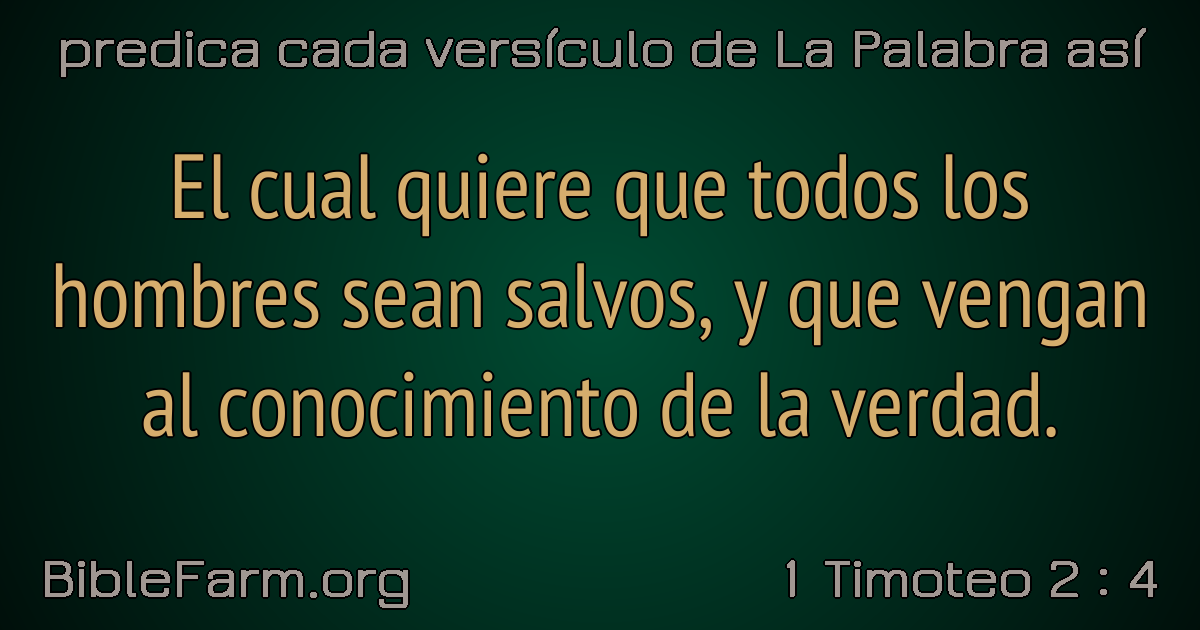 predica cada versículo de La Palabra así
El cual quiere que todos los
hombres sean salvos, y que vengan
al conocimiento de la verdad.
BibleFarm.org
1 Timoteo 2 : 4